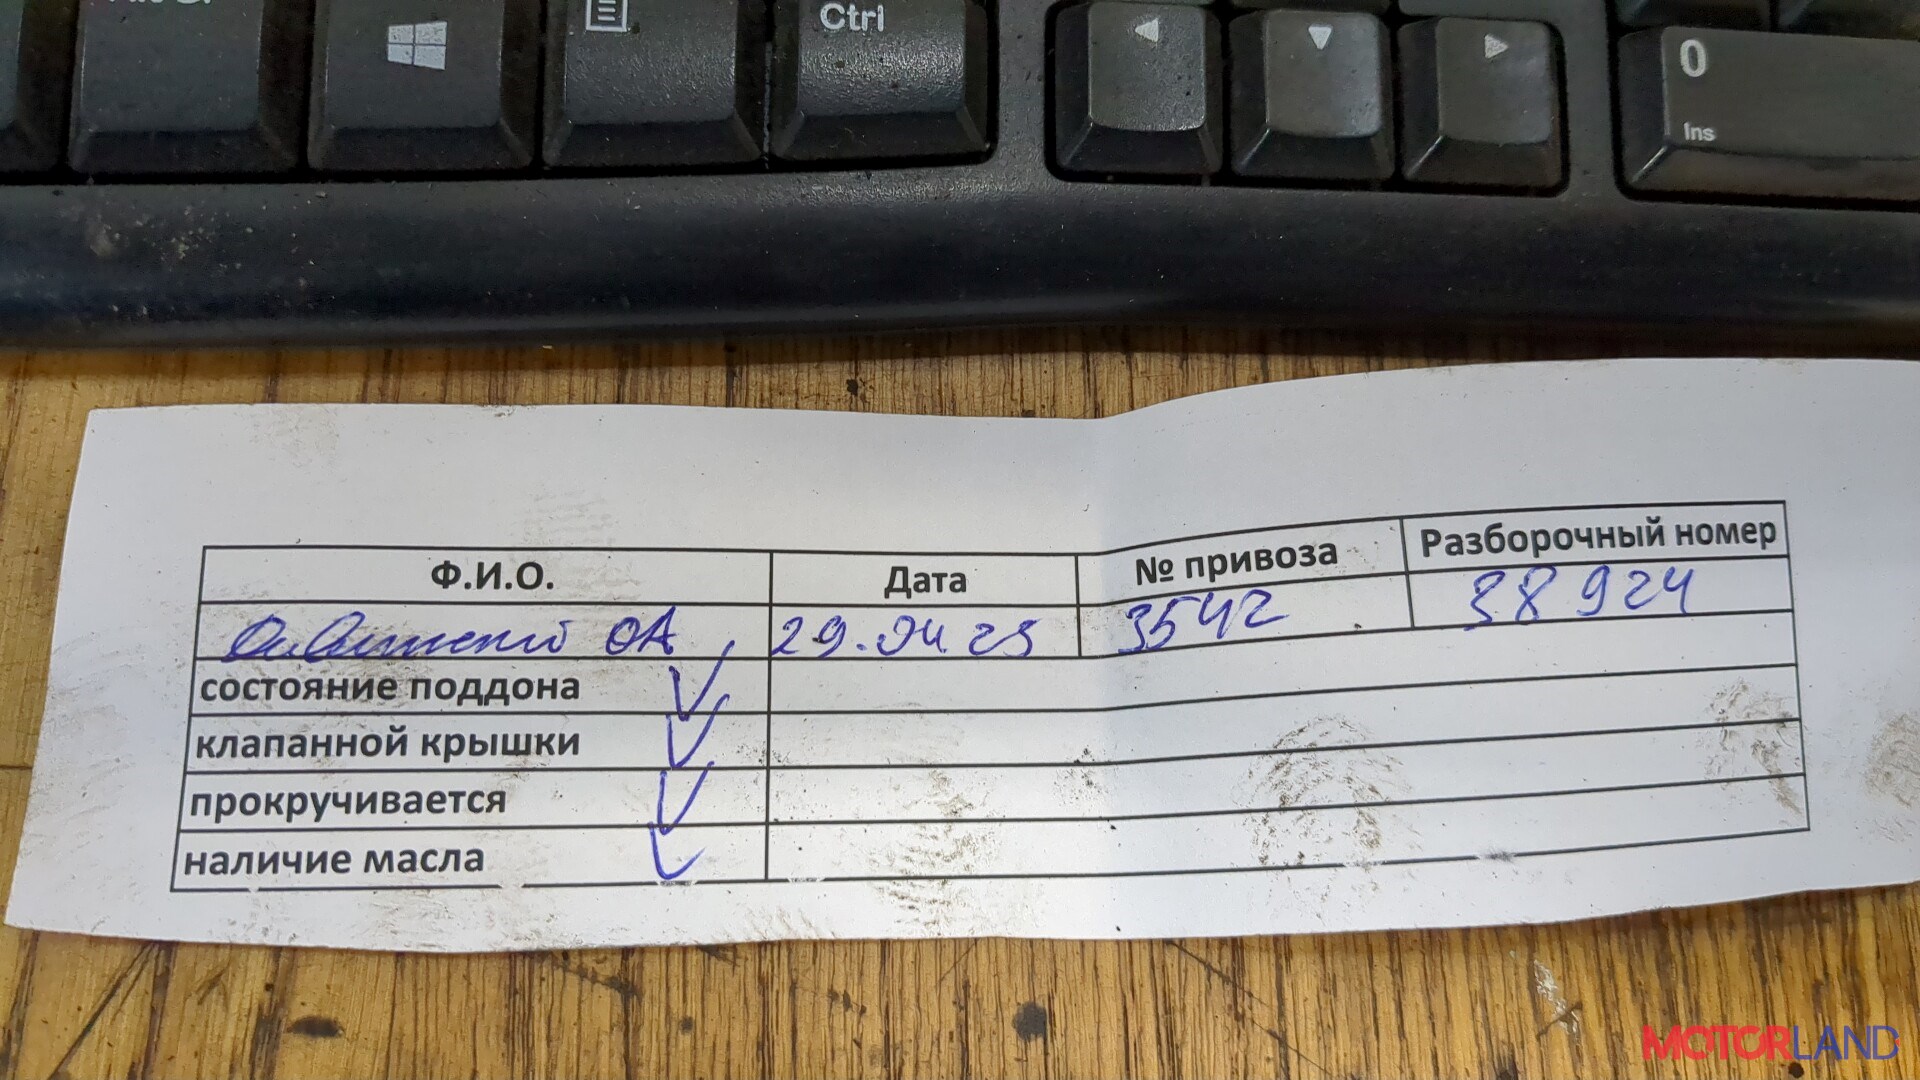 Ctrl
0
Ins
Ф.И.О. Дата № привоза Разборочный номер
ОА 29.04 25 3542 38924
состояние поддона
клапанной крышки
прокручивается
наличие масла
MOTORLAND